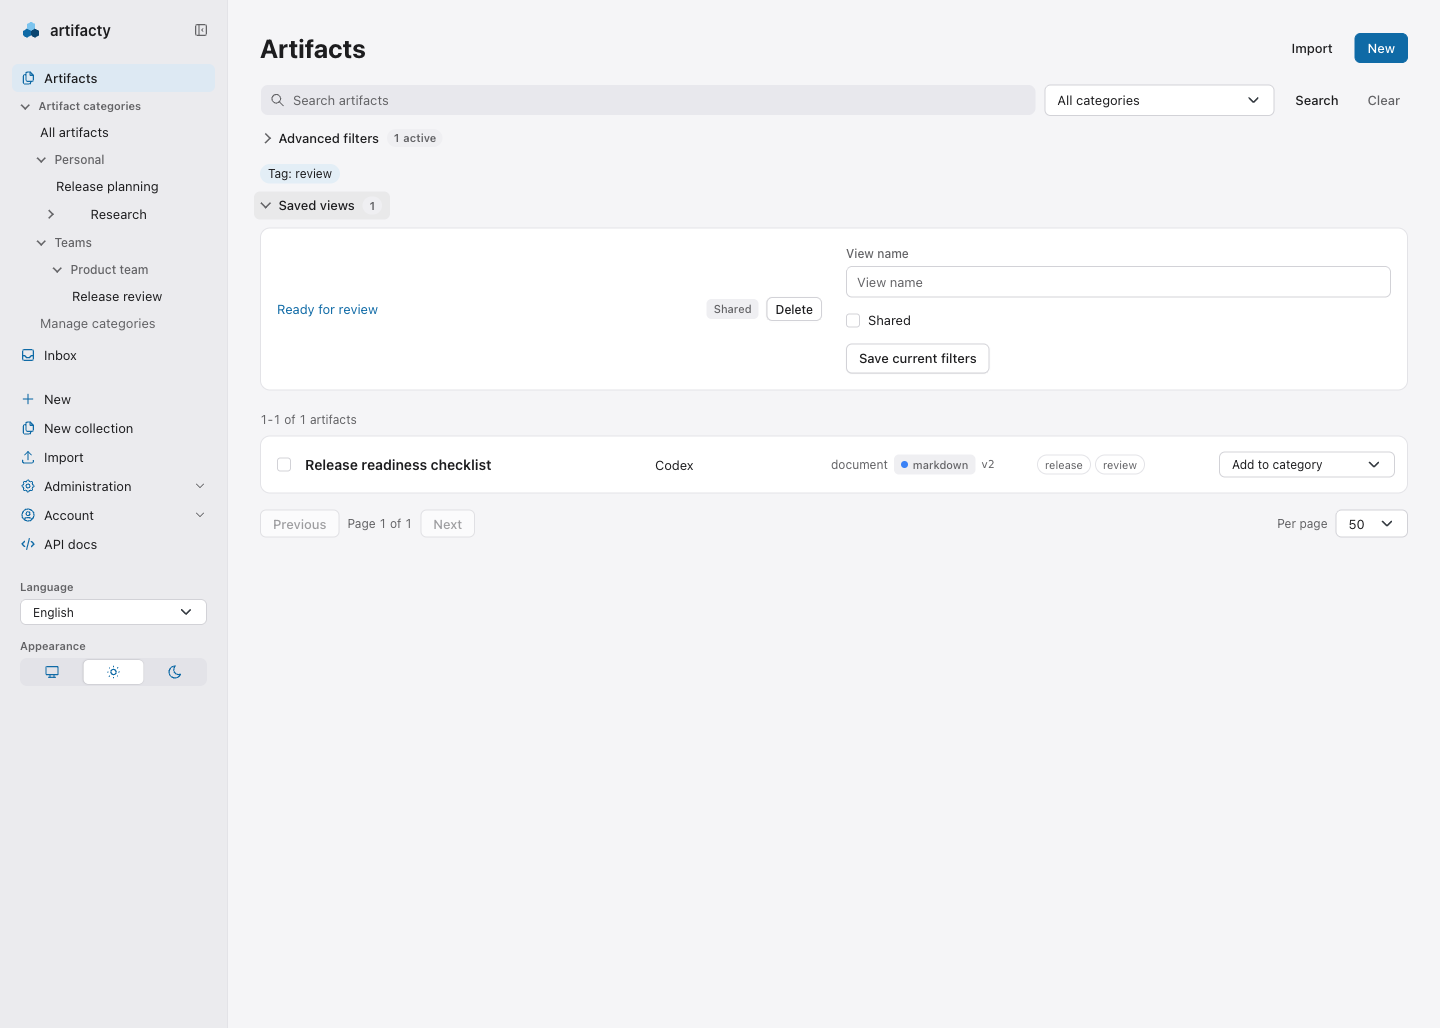 artifacty
Artifacts
Artifact categories
All artifacts
Personal
Release planning
Research
Teams
Product team
Release review
Manage categories
Inbox
New
New collection
Import
Administration
Account
API docs
Language
English
Appearance
Artifacts
Import
New
Search artifacts
All categories
Search
Clear
Advanced filters
1 active
Tag: review
Saved views
1
Ready for review
Shared
Delete
View name
View name
Shared
Save current filters
1-1 of 1 artifacts
Release readiness checklist
Codex
document
markdown
v2
release
review
Add to category
Previous
Page 1 of 1
Next
Per page
50